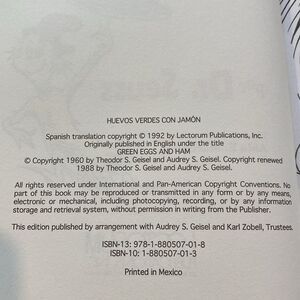 HUEVOS VERDES CON JAMÓN
Spanish translation copyright © 1992 by Lectorum Publications, Inc.
Originally published in English under the title
GREEN EGGS AND HAM
© Copyright 1960 by Theodor S. Geisel and Audrey S. Geisel. Copyright renewed
1988 by Theodor S. Geisel and Audrey S. Geisel.
All rights reserved under International and Pan-American Copyright Conventions. No
part of this book may be reproduced or transmitted in any form or by any means,
electronic or mechanical, including photocopying, recording, or by any information
storage and retrieval system, without permission in writing from the Publisher.
This edition published by arrangement with Audrey S. Geisel and Karl Zobell, Trustees.
ISBN-13: 978-1-880507-01-8
ISBN-10: 1-880507-01-3
Printed in Mexico